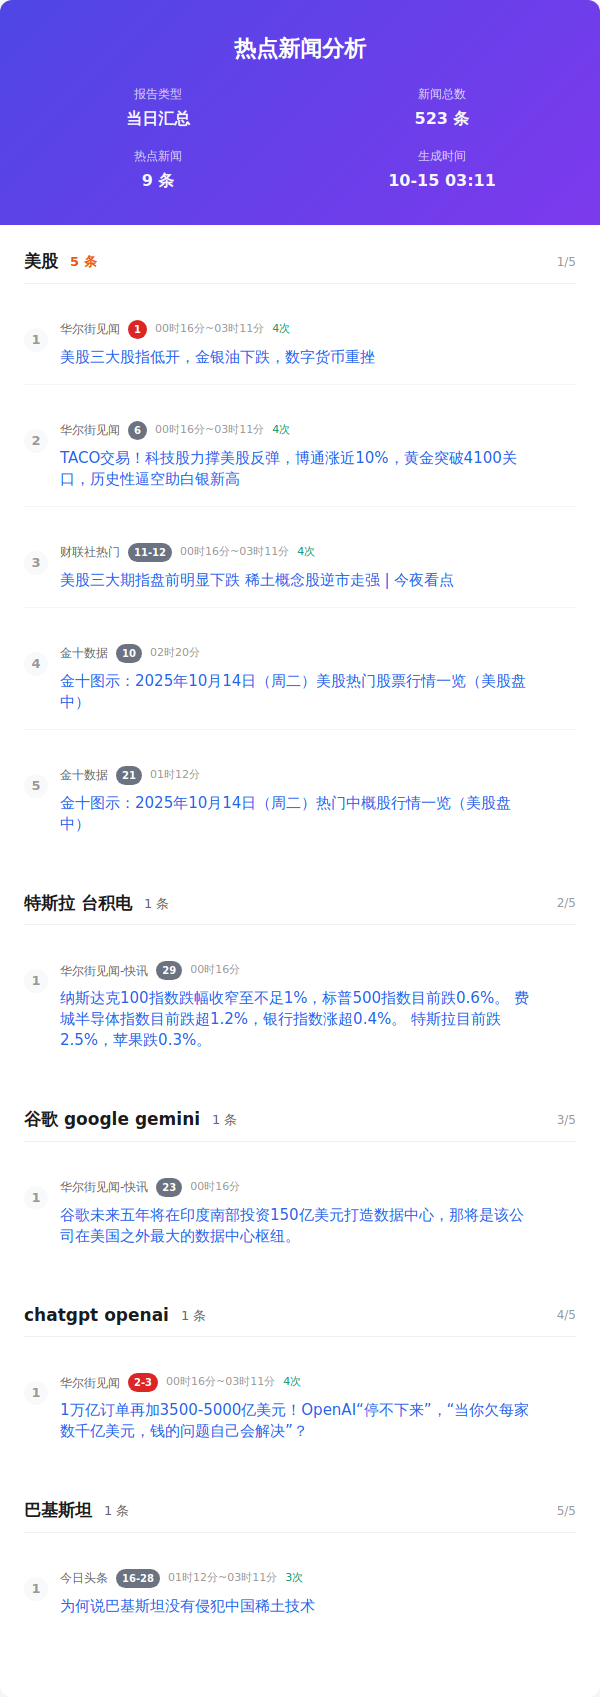 热点新闻分析
报告类型
新闻总数
当日汇总
523 条
热点新闻
生成时间
9 条
10-15 03:11
美股 5 条 1/5
1 华尔街见闻 1 00时16分~03时11分 4次
美股三大股指低开，金银油下跌，数字货币重挫
2 华尔街见闻 6 00时16分~03时11分 4次
TACO交易！科技股力撑美股反弹，博通涨近10%，黄金突破4100关
口，历史性逼空助白银新高
3 财联社热门 11-12 00时16分~03时11分 4次
美股三大期指盘前明显下跌 稀土概念股逆市走强 | 今夜看点
4 金十数据 10 02时20分
金十图示：2025年10月14日（周二）美股热门股票行情一览（美股盘
中）
5 金十数据 21 01时12分
金十图示：2025年10月14日（周二）热门中概股行情一览（美股盘
中）
特斯拉 台积电 1 条 2/5
1 华尔街见闻-快讯 29 00时16分
纳斯达克100指数跌幅收窄至不足1%，标普500指数目前跌0.6%。 费
城半导体指数目前跌超1.2%，银行指数涨超0.4%。 特斯拉目前跌
2.5%，苹果跌0.3%。
谷歌 google gemini 1 条 3/5
1 华尔街见闻-快讯 23 00时16分
谷歌未来五年将在印度南部投资150亿美元打造数据中心，那将是该公
司在美国之外最大的数据中心枢纽。
chatgpt openai 1 条 4/5
1 华尔街见闻 2-3 00时16分~03时11分 4次
1万亿订单再加3500-5000亿美元！OpenAI“停不下来”，“当你欠每家
数千亿美元，钱的问题自己会解决”？
巴基斯坦 1 条 5/5
1 今日头条 16-28 01时12分~03时11分 3次
为何说巴基斯坦没有侵犯中国稀土技术